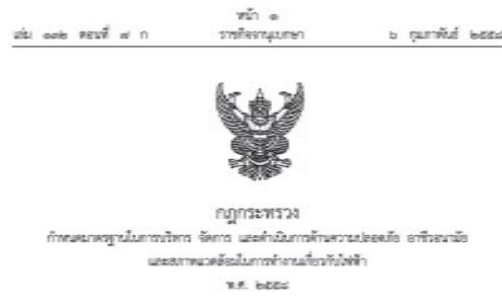 หน้า ๑
เล่ม ๑๓๒ ตอนที่ ๗ ก ราชกิจจานุเบกษา ๖ กุมภาพันธ์ ๒๕๕๘
กฎกระทรวง
กำหนดมาตรฐานในการบริหาร จัดการ และดำเนินการด้านความปลอดภัย อาชีวอนามัย
และสภาพแวดล้อมในการทำงานเกี่ยวกับไฟฟ้า
พ.ศ. ๒๕๕๘